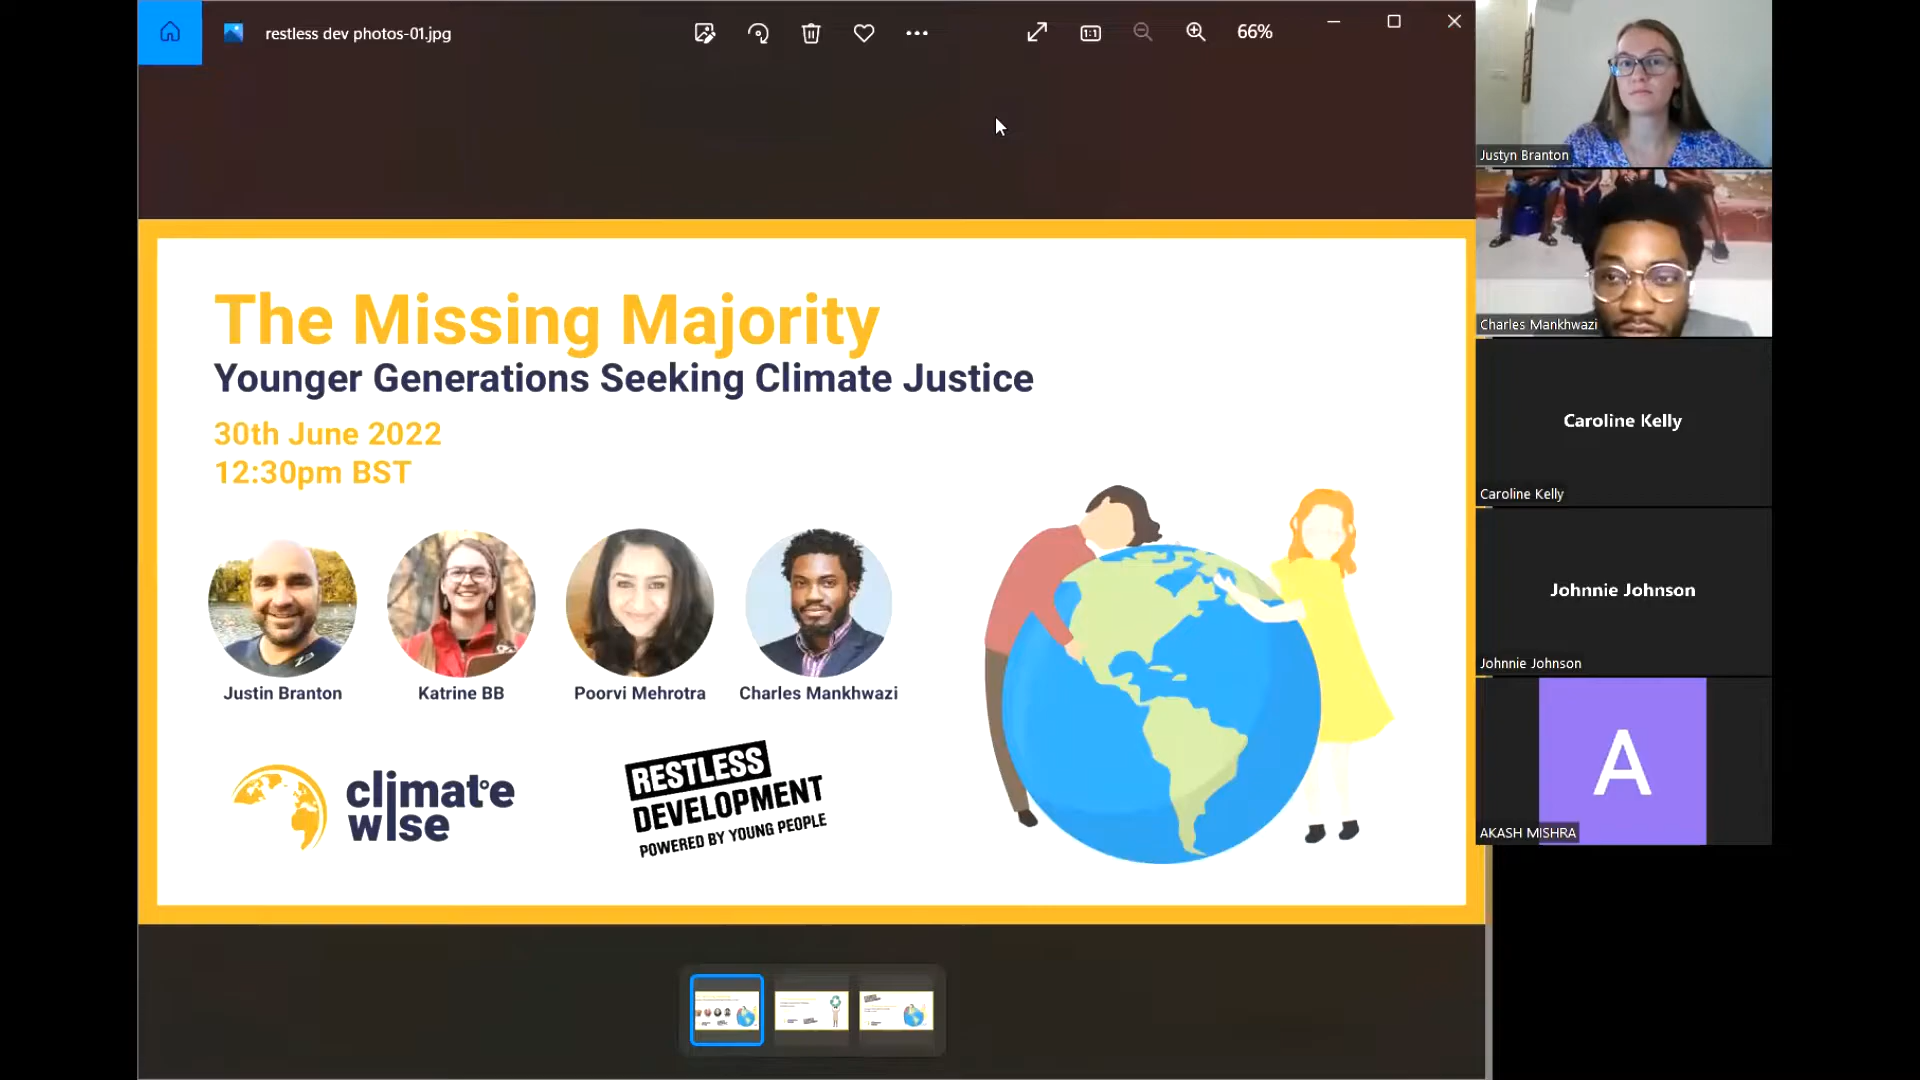 restless dev photos-01.jpg
1:1
66%
The Missing Majority
Younger Generations Seeking Climate Justice
30th June 2022
12:30pm BST
Justin Branton
Katrine BB
Poorvi Mehrotra
Charles Mankhwazi
climate
wise
RESTLESS
DEVELOPMENT
POWERED BY YOUNG PEOPLE
Justyn Branton
Charles Mankhwazi
Caroline Kelly
Caroline Kelly
Johnnie Johnson
Johnnie Johnson
A
AKASH MISHRA